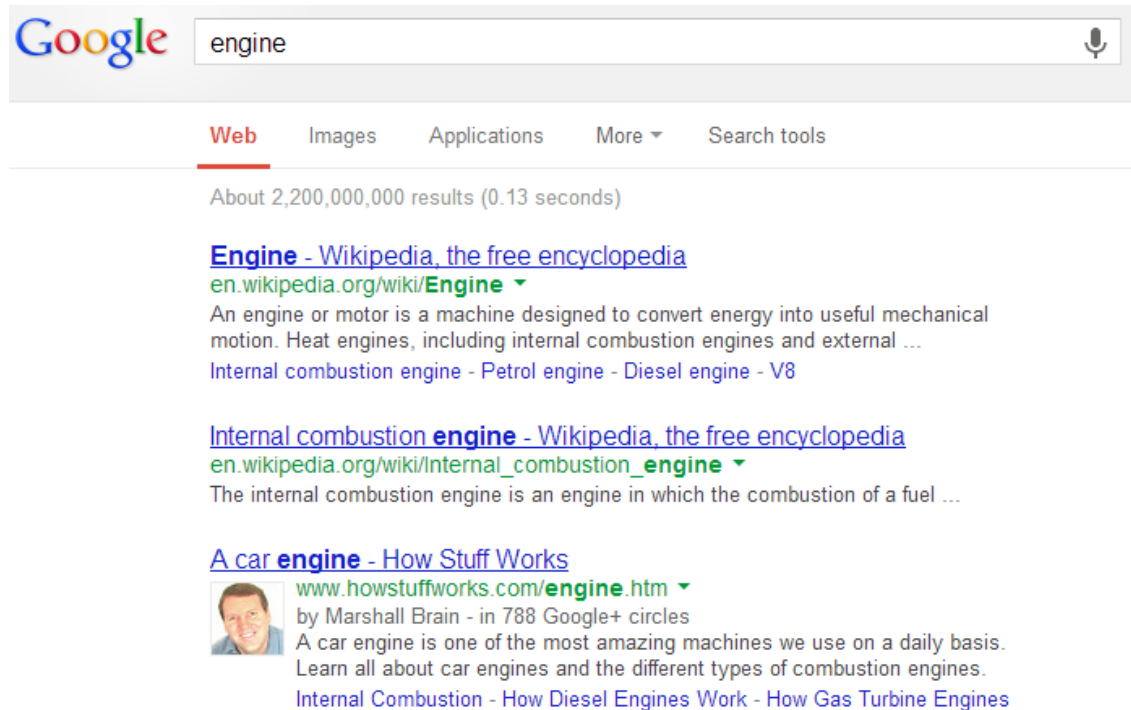 Google engine
Web Images Applications More Search tools
About 2,200,000,000 results (0.13 seconds)
Engine - Wikipedia, the free encyclopedia
en.wikipedia.org/wiki/Engine
An engine or motor is a machine designed to convert energy into useful mechanical
motion. Heat engines, including internal combustion engines and external ...
Internal combustion engine - Petrol engine - Diesel engine - V8
Internal combustion engine - Wikipedia, the free encyclopedia
en.wikipedia.org/wiki/Internal_combustion_engine
The internal combustion engine is an engine in which the combustion of a fuel ...
A car engine - How Stuff Works
www.howstuffworks.com/engine.htm
by Marshall Brain - in 788 Google+ circles
A car engine is one of the most amazing machines we use on a daily basis.
Learn all about car engines and the different types of combustion engines.
Internal Combustion - How Diesel Engines Work - How Gas Turbine Engines